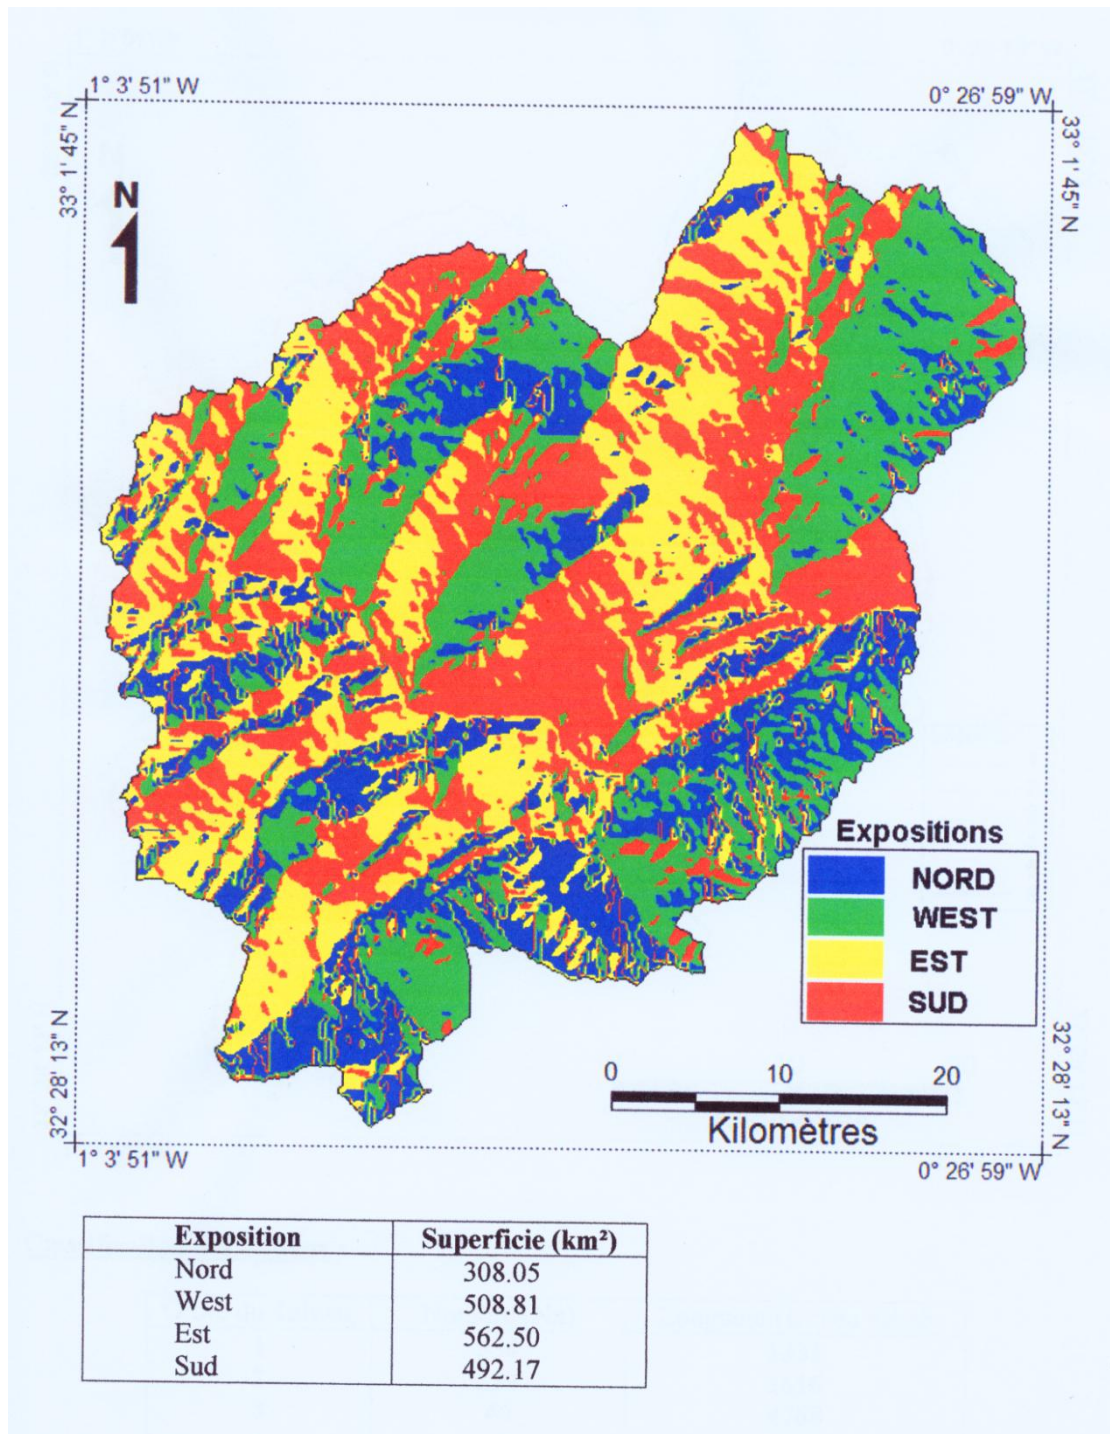 1° 3' 51" W
0° 26' 59" W
33° 1' 45" N
33° 1' 45" N
N
Expositions
NORD
WEST
EST
SUD
32° 28' 13" N
32° 28' 13" N
0 10 20
Kilomètres
1° 3' 51" W
0° 26' 59" W
Exposition Superficie (km²)
Nord 308.05
West 508.81
Est 562.50
Sud 492.17